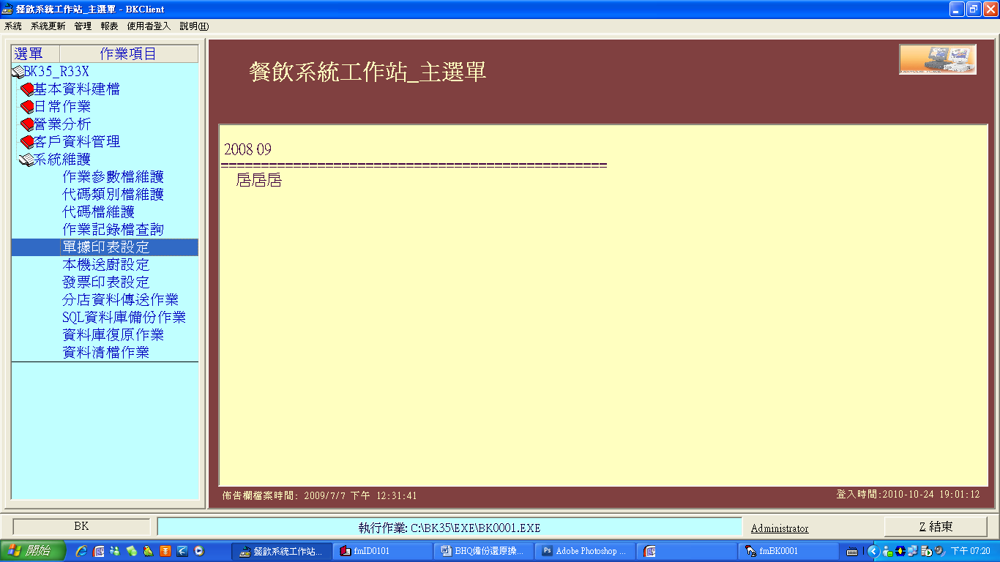 餐飲系統工作站_主選單 - BKClient
系統 系統更新 管理 報表 使用者登入 說明(H)
選單 作業項目
BK35_R33X
基本資料建檔
日常作業
營業分析
客戶資料管理
系統維護
作業參數檔維護
代碼類別檔維護
代碼檔維護
作業記錄檔查詢
單據印表設定
本機送廚設定
發票印表設定
分店資料傳送作業
SQL資料庫備份作業
資料庫復原作業
資料清檔作業
餐飲系統工作站_主選單
2008 09
================================================
居居居
佈告欄檔案時間: 2009/7/7 下午 12:31:41
登入時間:2010-10-24 19:01:12
BK
執行作業: C:\BK35\EXE\BK0001.EXE
Administrator
Z 結束
開始
餐飲系統工作站...
fmID0101
BHQ備份還原操...
Adobe Photoshop ...
fmBK0001
下午 07:20